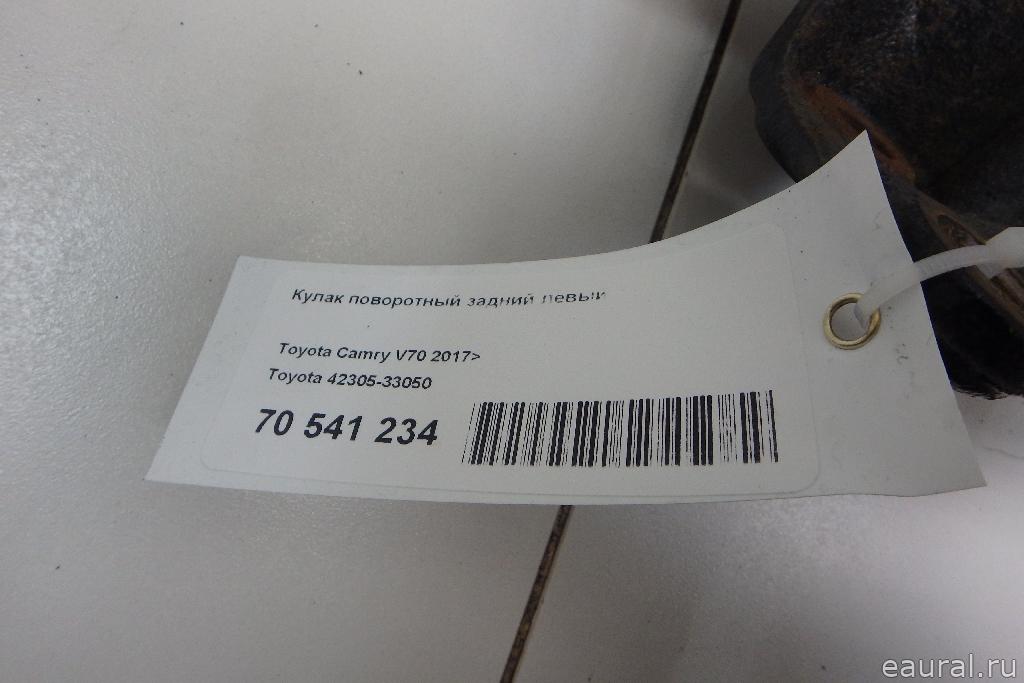 Кулак поворотный задний левый
Toyota Camry V70 2017>
Toyota 42305-33050
70 541 234
eaural.ru